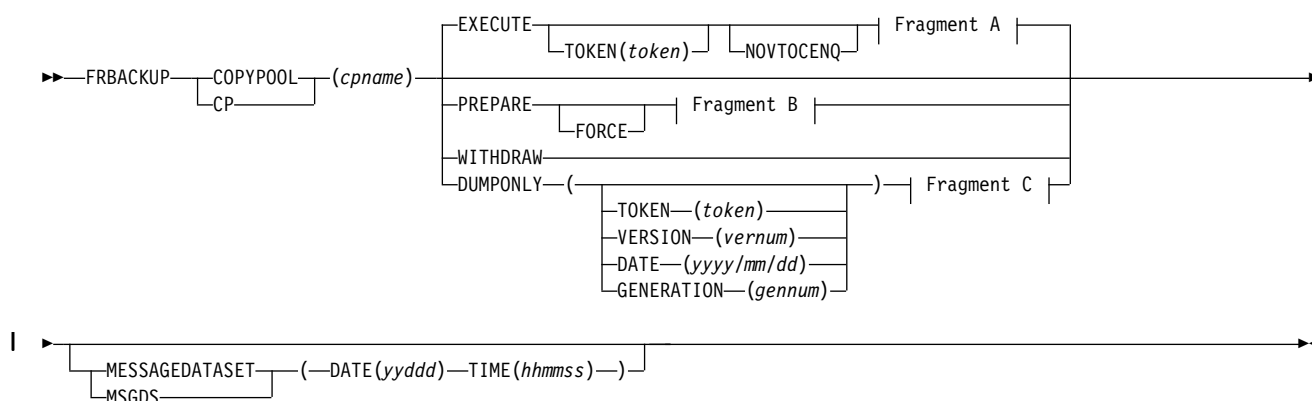 EXECUTE
TOKEN(token)
NOVTOCENQ
Fragment A
FRBACKUP
COPYPOOL
CP
(cpname)
PREPARE
FORCE
Fragment B
WITHDRAW
DUMPONLY
(
)
Fragment C
TOKEN
(token)
VERSION
(vernum)
DATE
(yyyy/mm/dd)
GENERATION
(gennum)
MESSAGEDATASET
MSGDS
(
DATE(yyddd)
TIME(hhmmss)
)